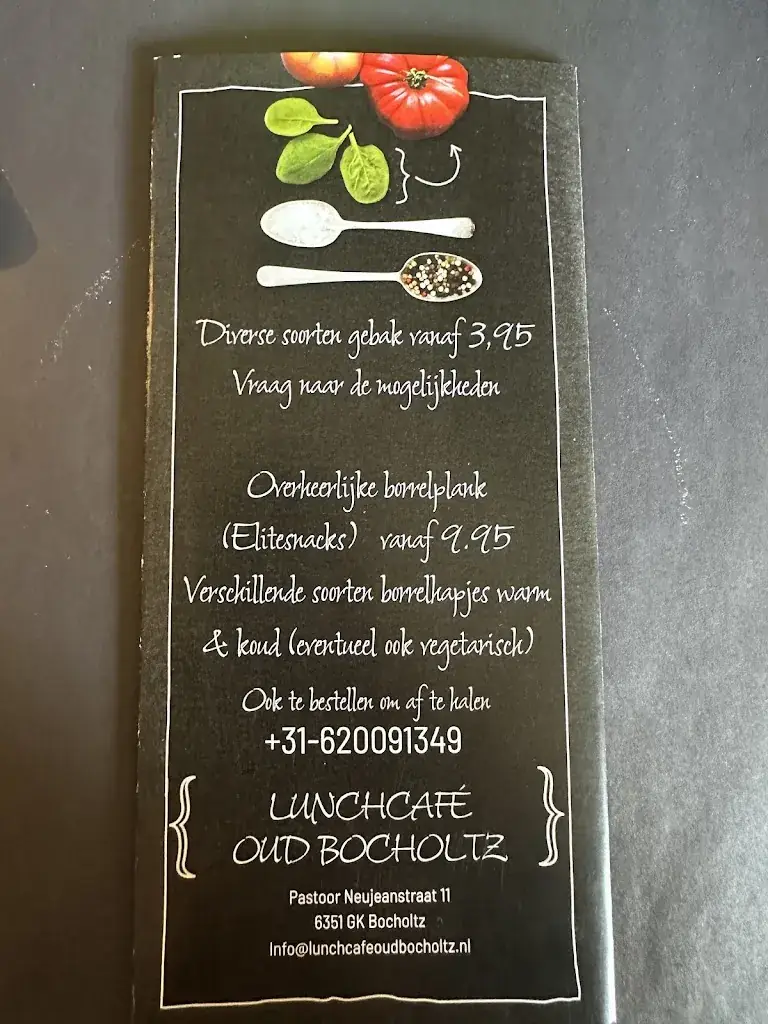 Diverse soorten gebak vanaf 3,95
Vraag naar de mogelijkheden
Overheerlijke borrelplank
(Elitesnacks) vanaf 9.95
Verschillende soorten borrelhapjes warm
& koud (eventueel ook vegetarisch)
Ook te bestellen om af te halen
+31-620091349
LUNCHCAFÉ
OUD BOCHOLTZ
Pastoor Neujeanstraat 11
6351 GK Bocholtz
Info@lunchcafeoudbocholtz.nl